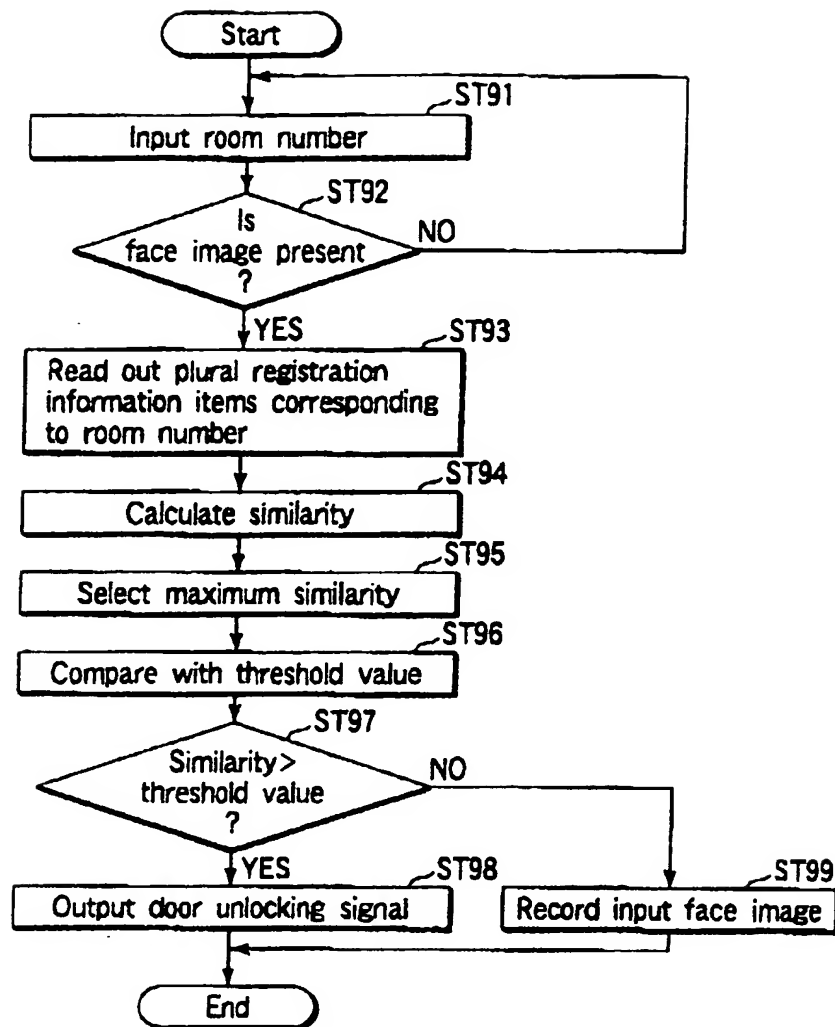 Start
ST91
Input room number
ST92
Is
face image present
?
NO
YES
ST93
Read out plural registration
information items corresponding
to room number
ST94
Calculate similarity
ST95
Select maximum similarity
ST96
Compare with threshold value
ST97
Similarity>
threshold value
?
NO
YES
ST98
Output door unlocking signal
ST99
Record input face image
End